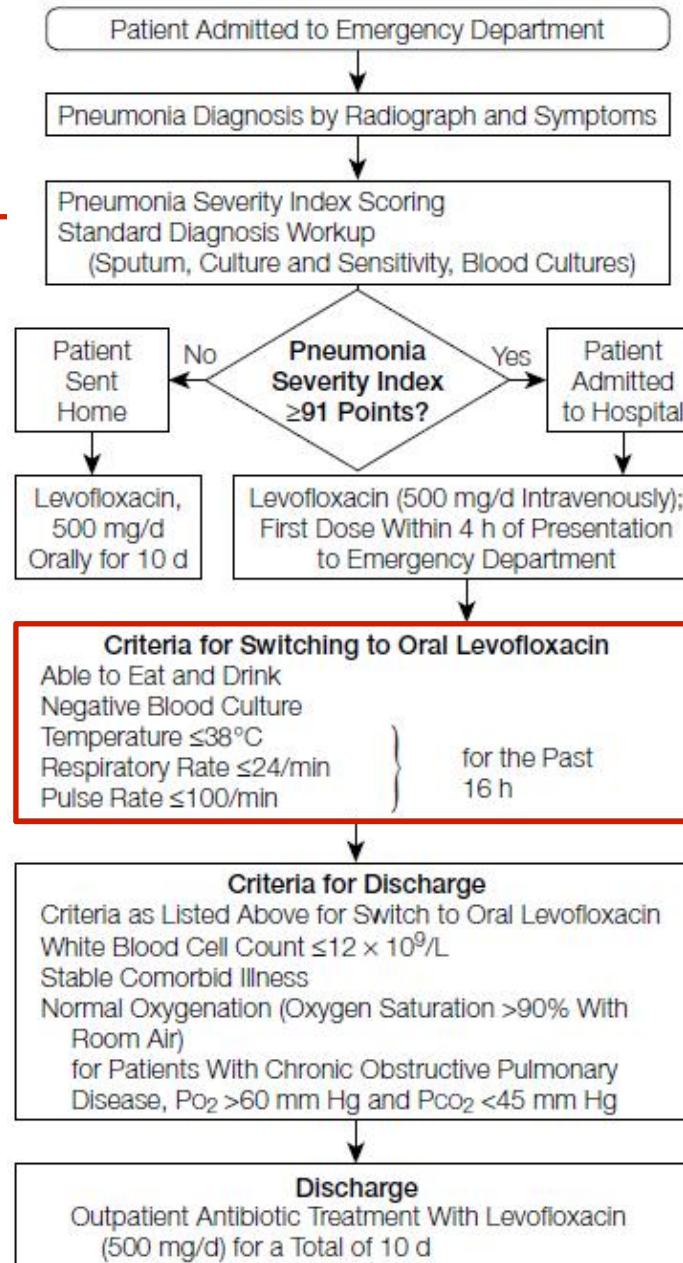 Patient Admitted to Emergency Department
Pneumonia Diagnosis by Radiograph and Symptoms
Pneumonia Severity Index Scoring
Standard Diagnosis Workup
(Sputum, Culture and Sensitivity, Blood Cultures)
Patient
Sent
Home
No
Pneumonia
Severity Index
≥91 Points?
Yes
Patient
Admitted
to Hospital
Levofloxacin,
500 mg/d
Orally for 10 d
Levofloxacin (500 mg/d Intravenously);
First Dose Within 4 h of Presentation
to Emergency Department
Criteria for Switching to Oral Levofloxacin
Able to Eat and Drink
Negative Blood Culture
Temperature ≤38°C
Respiratory Rate ≤24/min
Pulse Rate ≤100/min
for the Past
16 h
Criteria for Discharge
Criteria as Listed Above for Switch to Oral Levofloxacin
White Blood Cell Count ≤12 × 10⁹/L
Stable Comorbid Illness
Normal Oxygenation (Oxygen Saturation >90% With
Room Air)
for Patients With Chronic Obstructive Pulmonary
Disease, PO₂ >60 mm Hg and PCO₂ <45 mm Hg
Discharge
Outpatient Antibiotic Treatment With Levofloxacin
(500 mg/d) for a Total of 10 d